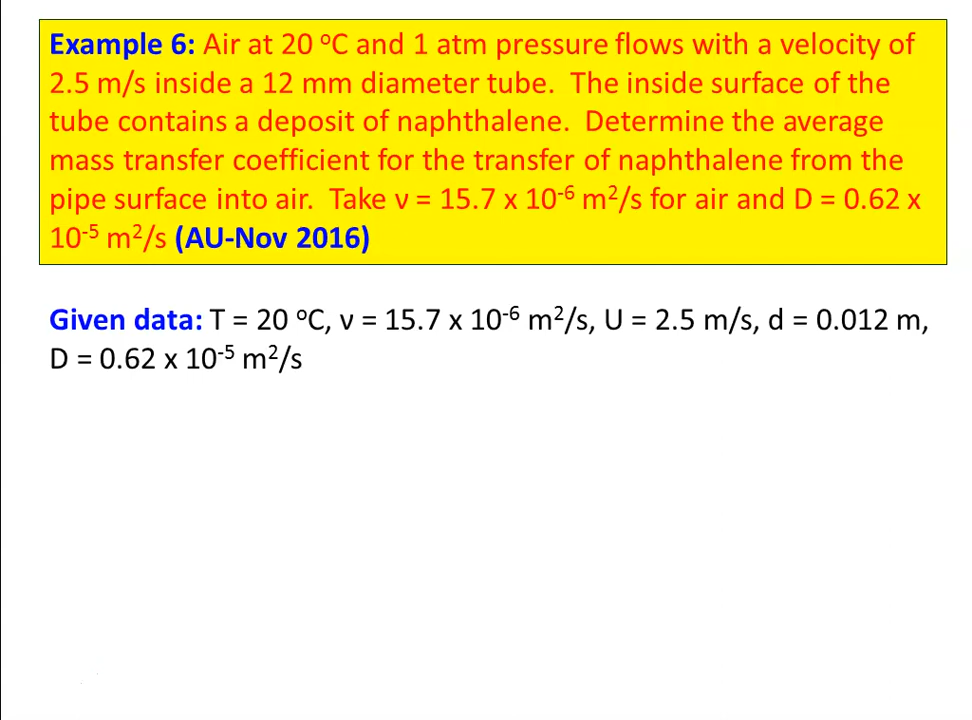 Example 6: Air at 20 ᵒC and 1 atm pressure flows with a velocity of
2.5 m/s inside a 12 mm diameter tube. The inside surface of the
tube contains a deposit of naphthalene. Determine the average
mass transfer coefficient for the transfer of naphthalene from the
pipe surface into air. Take ν = 15.7 x 10⁻⁶ m²/s for air and D = 0.62 x
10⁻⁵ m²/s (AU-Nov 2016)
Given data: T = 20 ᵒC, ν = 15.7 x 10⁻⁶ m²/s, U = 2.5 m/s, d = 0.012 m,
D = 0.62 x 10⁻⁵ m²/s